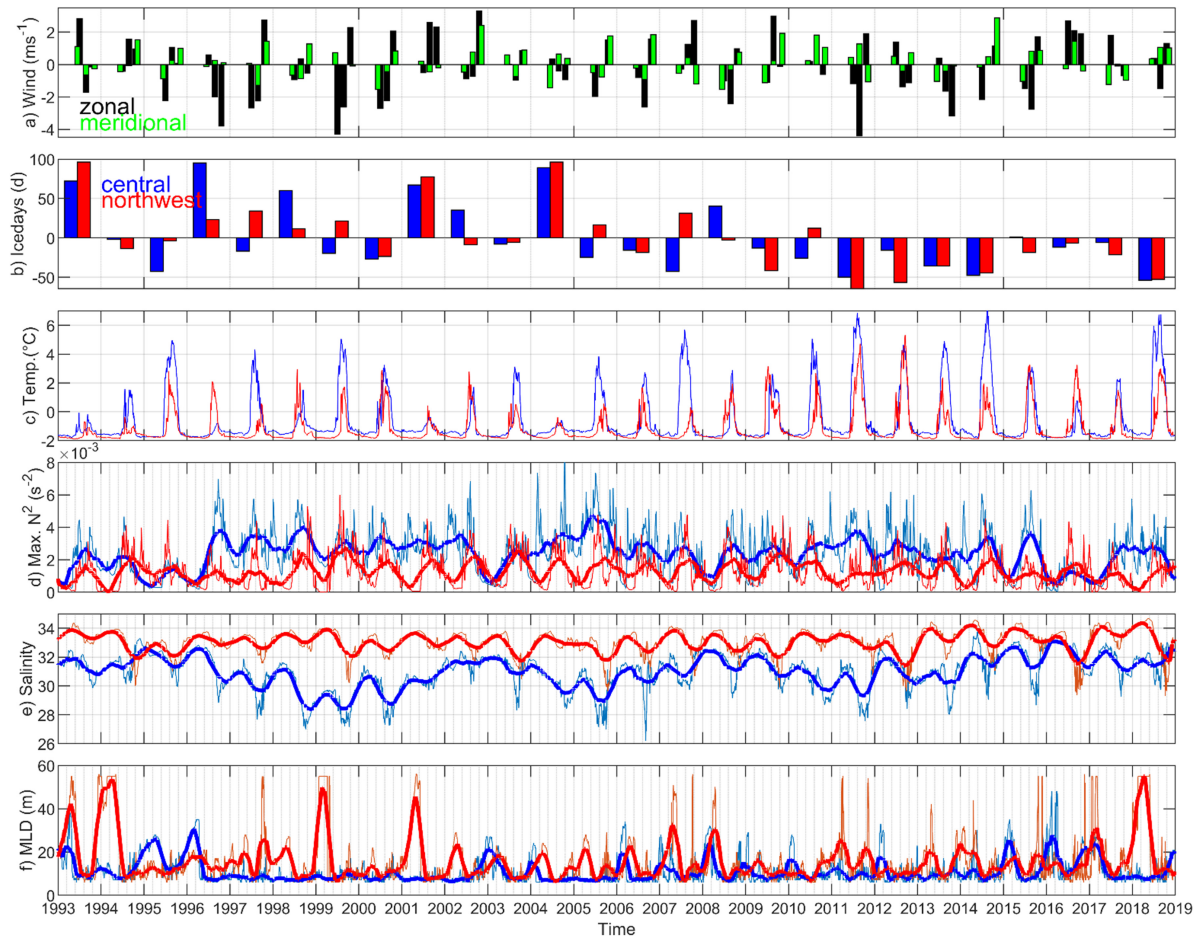 a) Wind (ms⁻¹)
2
0
-2
-4
zonal
meridional
b) Icedays (d)
100
50
0
-50
central
northwest
c) Temp.(°C)
6
4
2
0
-2
×10⁻³
d) Max. N² (s⁻²)
8
6
4
2
0
e) Salinity
34
32
30
28
26
f) MLD (m)
60
40
20
0
1993 1994 1995 1996 1997 1998 1999 2000 2001 2002 2003 2004 2005 2006 2007 2008 2009 2010 2011 2012 2013 2014 2015 2016 2017 2018 2019
Time